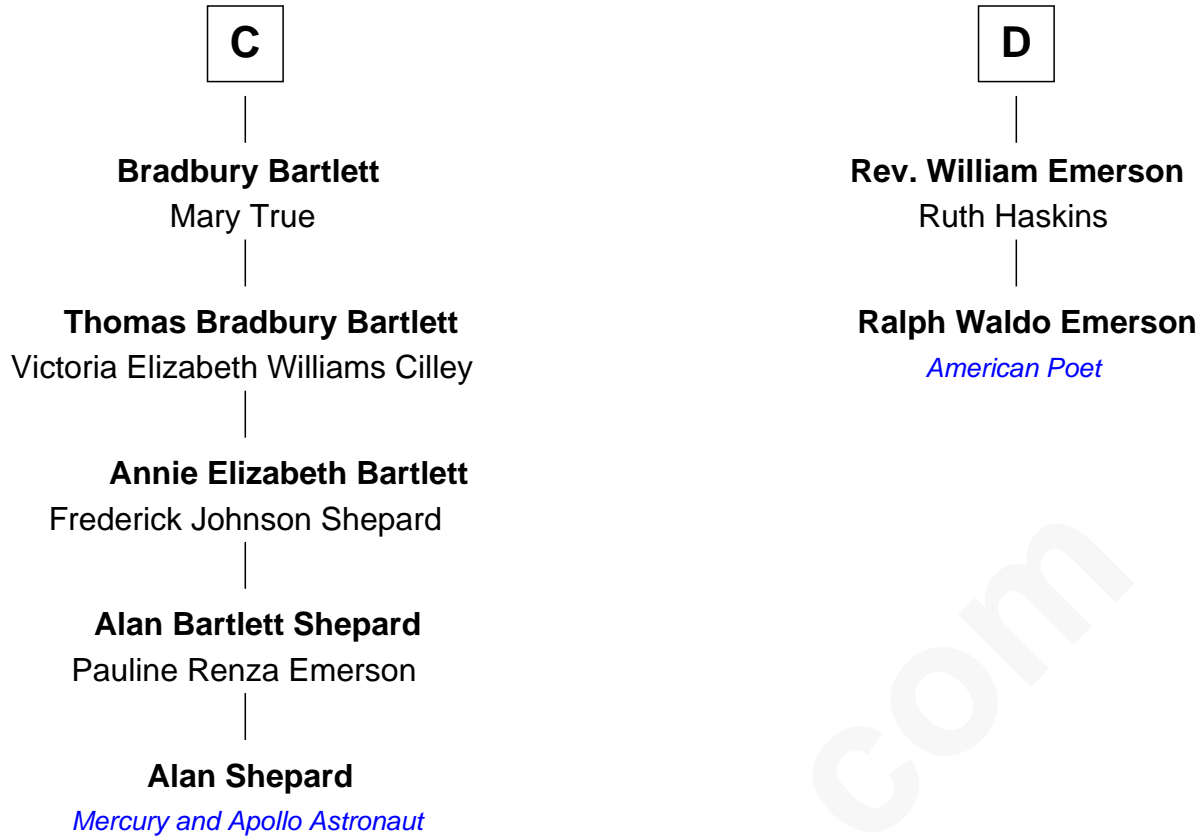 C
Bradbury Bartlett
Mary True
Thomas Bradbury Bartlett
Victoria Elizabeth Williams Cilley
Annie Elizabeth Bartlett
Frederick Johnson Shepard
Alan Bartlett Shepard
Pauline Renza Emerson
Alan Shepard
Mercury and Apollo Astronaut
D
Rev. William Emerson
Ruth Haskins
Ralph Waldo Emerson
American Poet
com